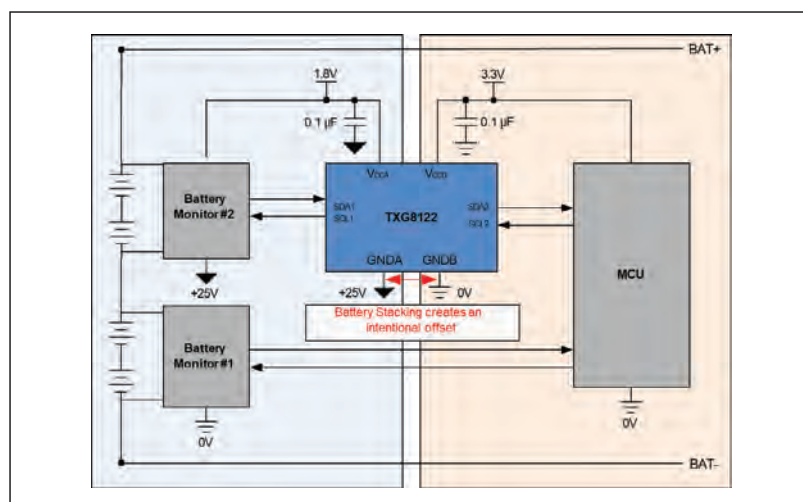 BAT+
1.8V
3.3V
0.1 µF
0.1 µF
Battery
Monitor #2
VCCA
VCCB
SDA1
SCL1
SDA2
SCL2
TXG8122
GNDA
GNDB
MCU
+25V
+25V
0V
Battery Stacking creates an
intentional offset
Battery
Monitor #1
0V
0V
BAT-